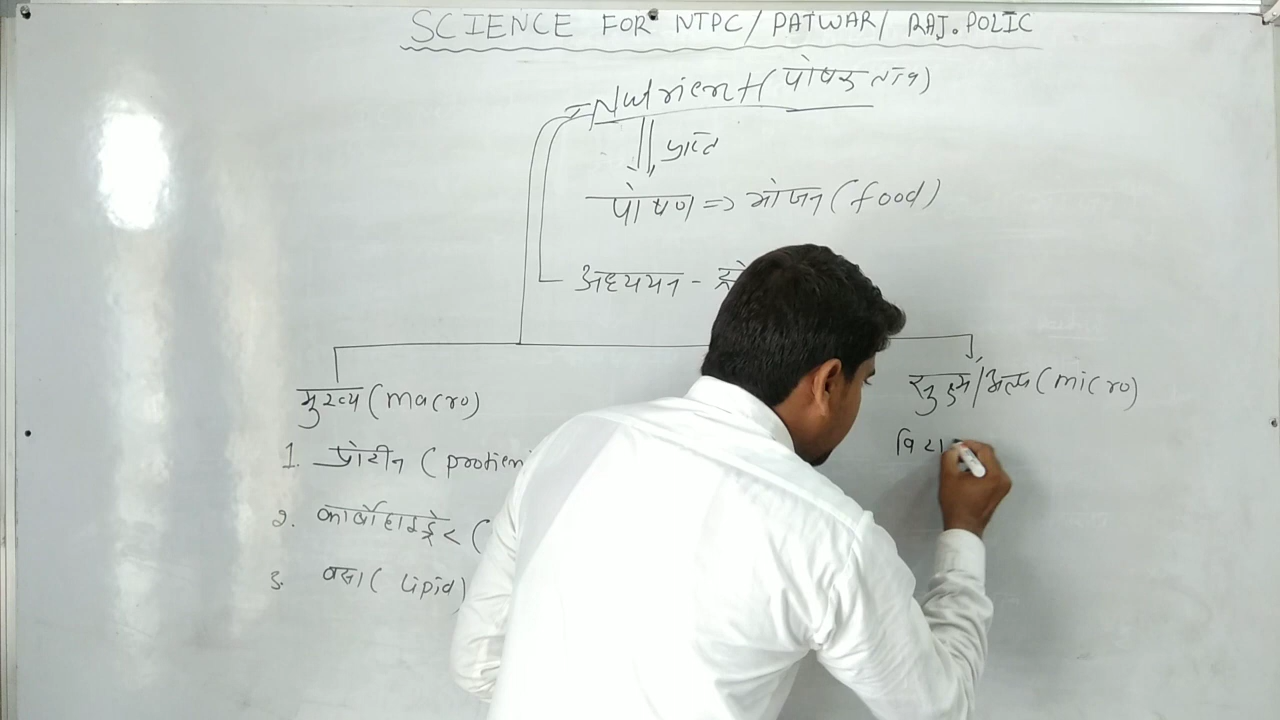 SCIENCE FOR NTPC/ PATWAR/ RAJ. POLIC
Nutrient (पोषक तत्व)
प्राप्त
पोषण => भोजन (food)
अध्ययन -
मुख्य (macro)
सुक्ष्म/अल्प (micro)
1. प्रोटीन ( protien
विटा
2. कार्बोहाइड्रेट (
3. वसा ( Lipid)